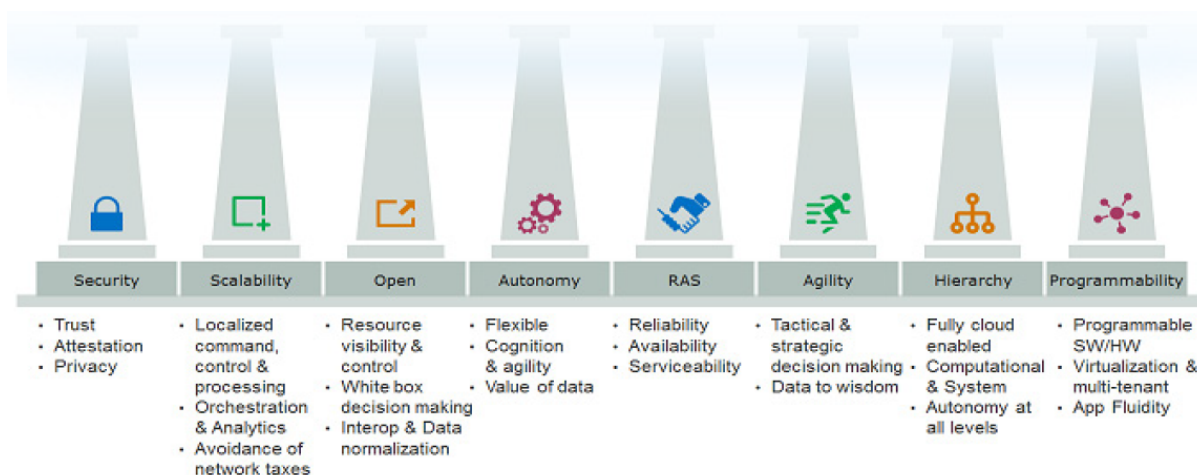 Security
Scalability
Open
Autonomy
RAS
Agility
Hierarchy
Programmability
• Trust
• Attestation
• Privacy
• Localized
command,
control &
processing
• Orchestration
& Analytics
• Avoidance of
network taxes
• Resource
visibility &
control
• White box
decision making
• Interop & Data
normalization
• Flexible
• Cognition
& agility
• Value of data
• Reliability
• Availability
• Serviceability
• Tactical &
strategic
decision making
• Data to wisdom
• Fully cloud
enabled
• Computational
& System
• Autonomy at
all levels
• Programmable
SW/HW
• Virtualization &
multi-tenant
• App Fluidity